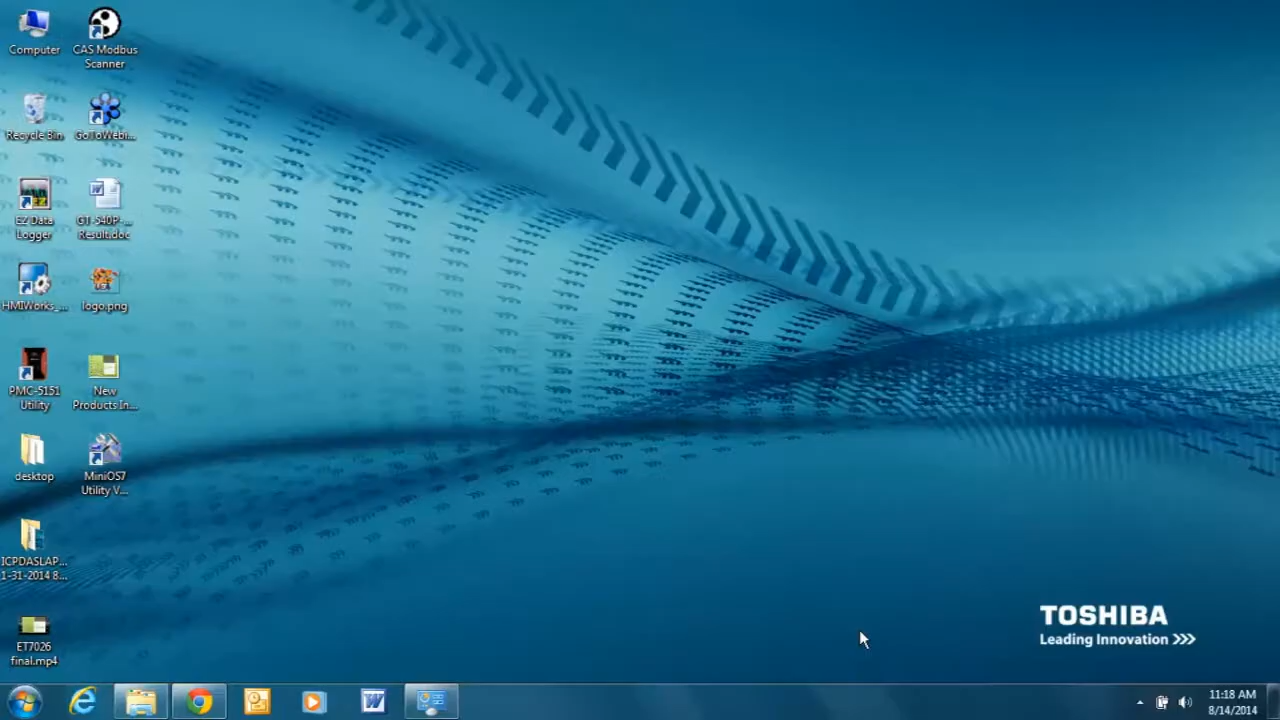 Computer
CAS Modbus
Scanner
Recycle Bin
GoToWebi...
EZ Data
Logger
GT-540P-...
Result.doc
HMIWorks_...
logo.png
PMC-5151
Utility
New
Products In...
desktop
MiniOS7
Utility V...
ICPDASLAP...
1-31-2014 8...
ET7026
final.mp4
TOSHIBA
Leading Innovation >>>
11:18 AM
8/14/2014